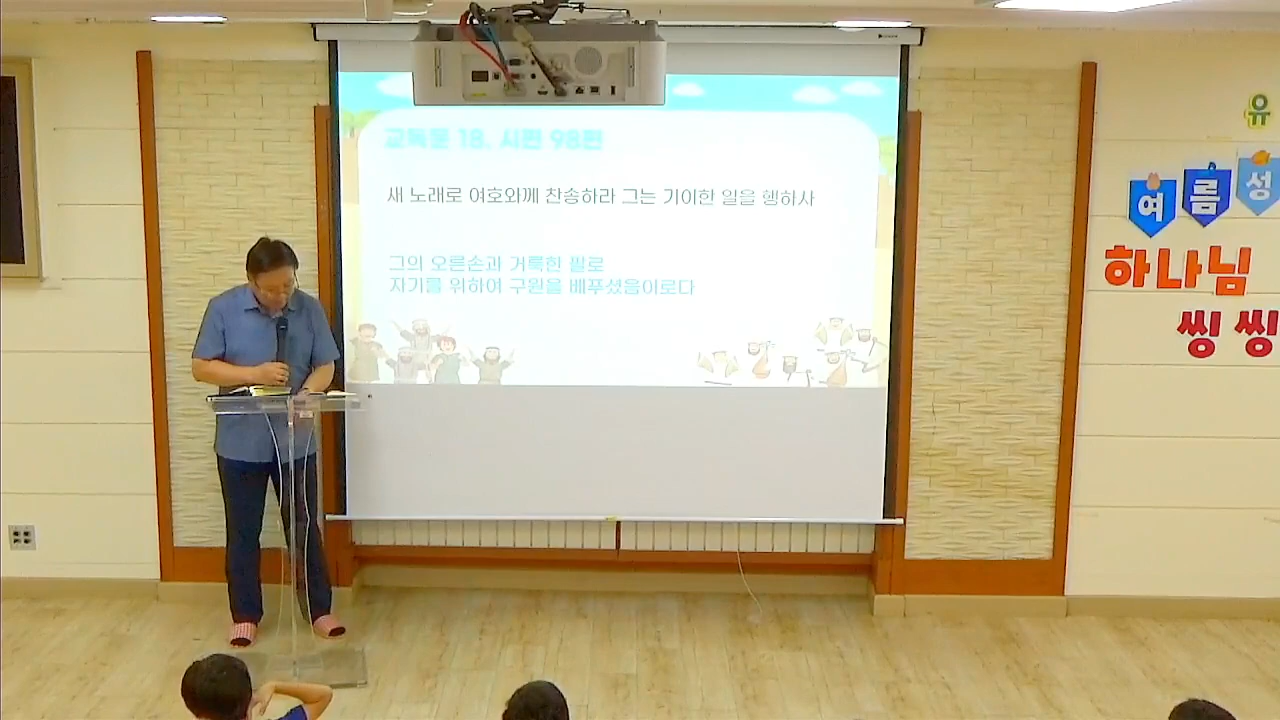 교독문 18. 시편 98편
새 노래로 여호와께 찬송하라 그는 기이한 일을 행하사
그의 오른손과 거룩한 팔로
자기를 위하여 구원을 베푸셨음이로다
유
여름성
하나님
씽씽